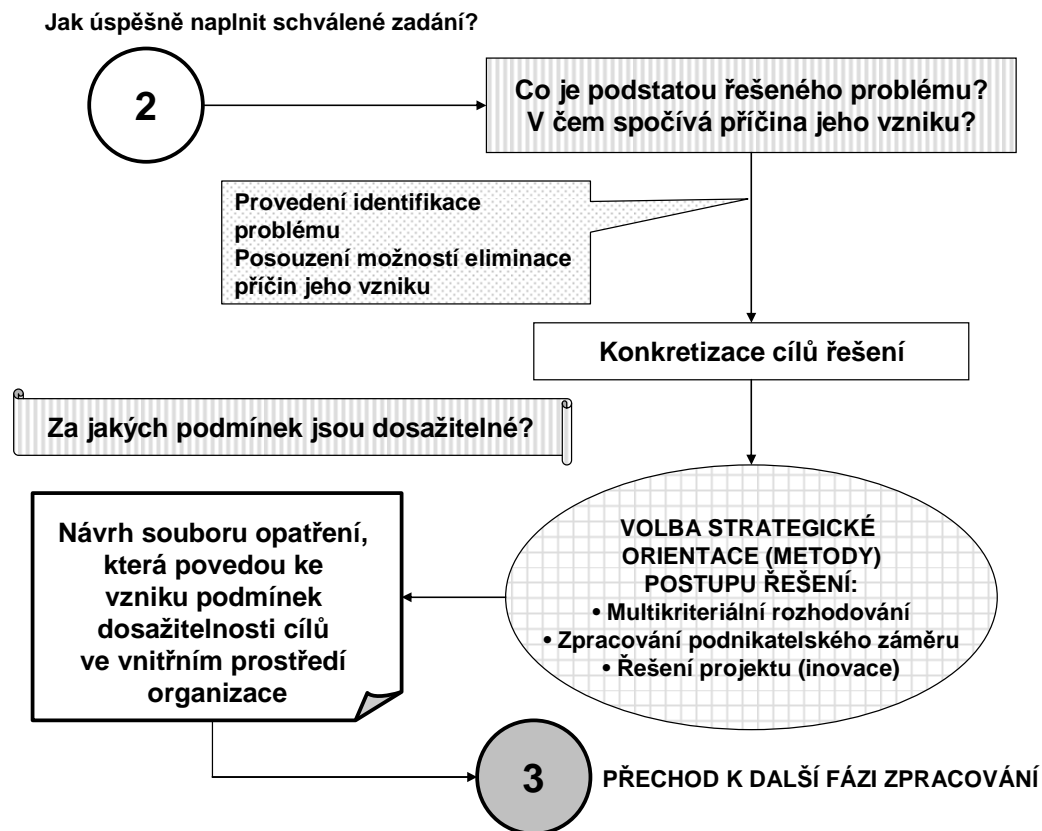 Jak úspěšně naplnit schválené zadání?
2
Co je podstatou řešeného problému?
V čem spočívá příčina jeho vzniku?
Provedení identifikace
problému
Posouzení možností eliminace
příčin jeho vzniku
Konkretizace cílů řešení
Za jakých podmínek jsou dosažitelné?
VOLBA STRATEGICKÉ
ORIENTACE (METODY)
POSTUPU ŘEŠENÍ:
• Multikriteriální rozhodování
• Zpracování podnikatelského záměru
• Řešení projektu (inovace)
Návrh souboru opatření,
která povedou ke
vzniku podmínek
dosažitelnosti cílů
ve vnitřním prostředí
organizace
3
PŘECHOD K DALŠÍ FÁZI ZPRACOVÁNÍ